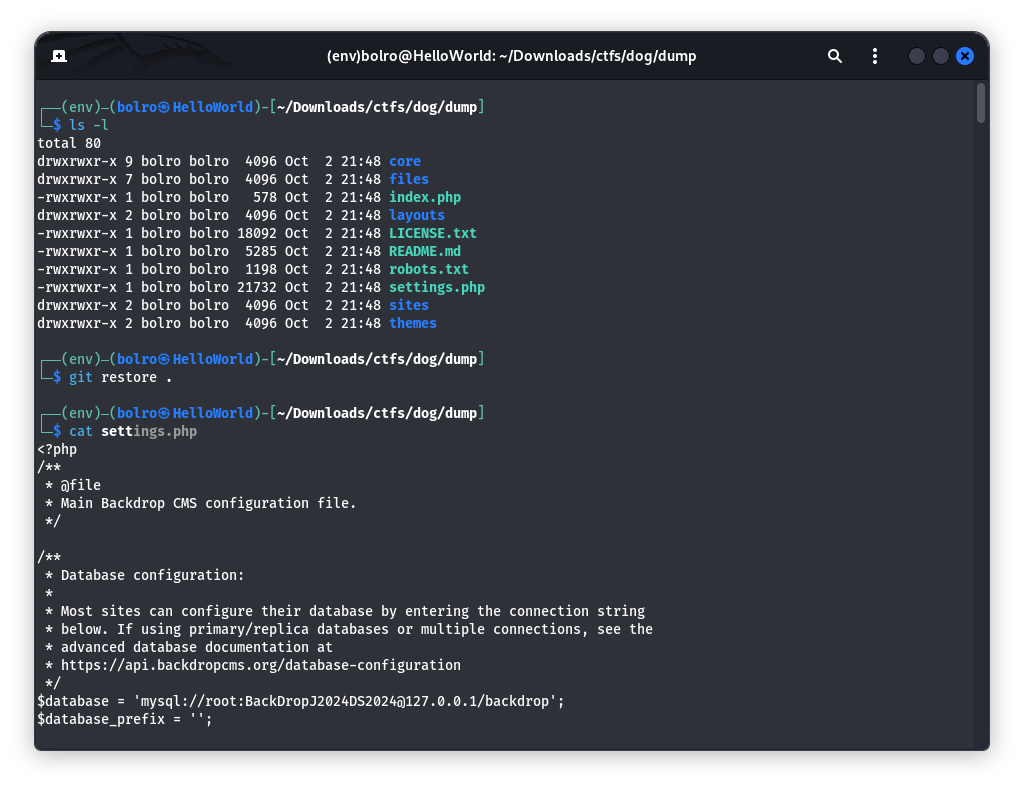 (env)bolro@HelloWorld: ~/Downloads/ctfs/dog/dump
┌──(env)─(bolro㉿HelloWorld)-[~/Downloads/ctfs/dog/dump]
└─$ ls -l
total 80
drwxrwxr-x 9 bolro bolro  4096 Oct  2 21:48 core
drwxrwxr-x 7 bolro bolro  4096 Oct  2 21:48 files
-rwxrwxr-x 1 bolro bolro   578 Oct  2 21:48 index.php
drwxrwxr-x 2 bolro bolro  4096 Oct  2 21:48 layouts
-rwxrwxr-x 1 bolro bolro 18092 Oct  2 21:48 LICENSE.txt
-rwxrwxr-x 1 bolro bolro  5285 Oct  2 21:48 README.md
-rwxrwxr-x 1 bolro bolro  1198 Oct  2 21:48 robots.txt
-rwxrwxr-x 1 bolro bolro 21732 Oct  2 21:48 settings.php
drwxrwxr-x 2 bolro bolro  4096 Oct  2 21:48 sites
drwxrwxr-x 2 bolro bolro  4096 Oct  2 21:48 themes
┌──(env)─(bolro㉿HelloWorld)-[~/Downloads/ctfs/dog/dump]
└─$ git restore .
┌──(env)─(bolro㉿HelloWorld)-[~/Downloads/ctfs/dog/dump]
└─$ cat settings.php
<?php
/**
 * @file
 * Main Backdrop CMS configuration file.
 */
/**
 * Database configuration:
 *
 * Most sites can configure their database by entering the connection string
 * below. If using primary/replica databases or multiple connections, see the
 * advanced database documentation at
 * https://api.backdropcms.org/database-configuration
 */
$database = 'mysql://root:BackDropJ2024DS2024@127.0.0.1/backdrop';
$database_prefix = '';